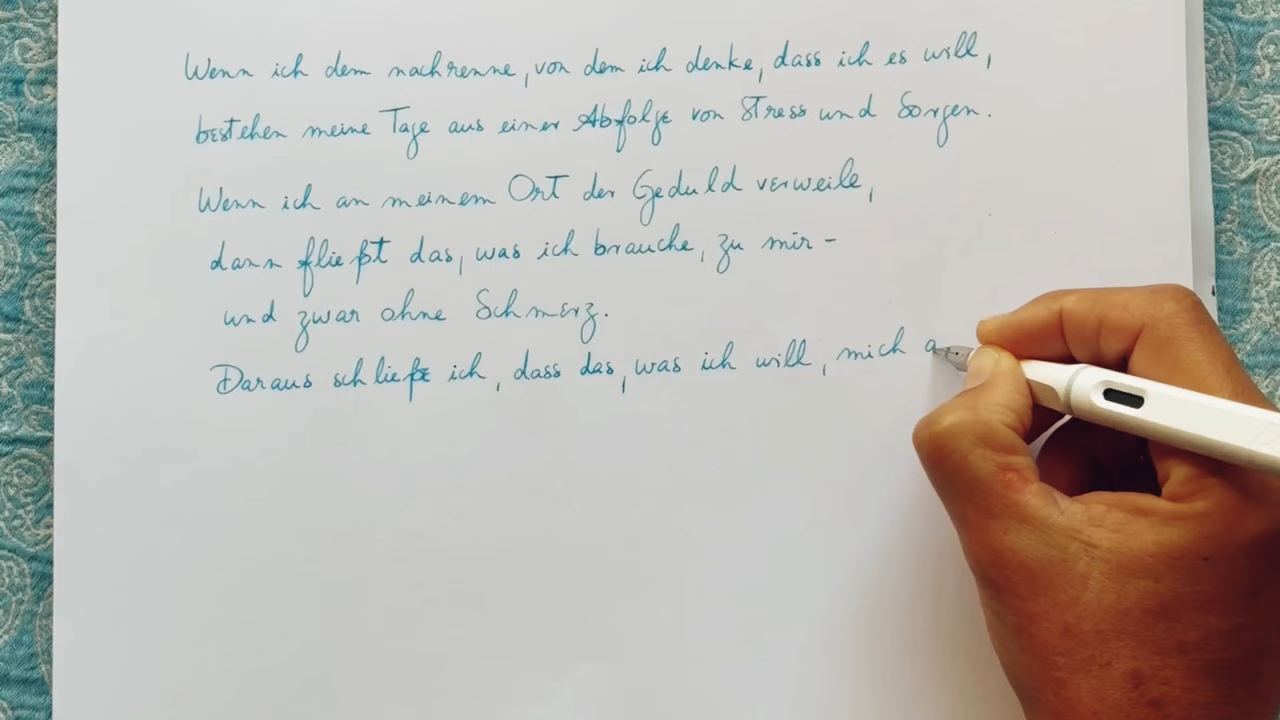 Wenn ich dem nachrenne, von dem ich denke, dass ich es will,
bestehen meine Tage aus einer Abfolge von Stress und Sorgen.
Wenn ich an meinem Ort der Geduld verweile,
dann fließt das, was ich brauche, zu mir -
und zwar ohne Schmerz.
Daraus schließe ich, dass das, was ich will, mich a